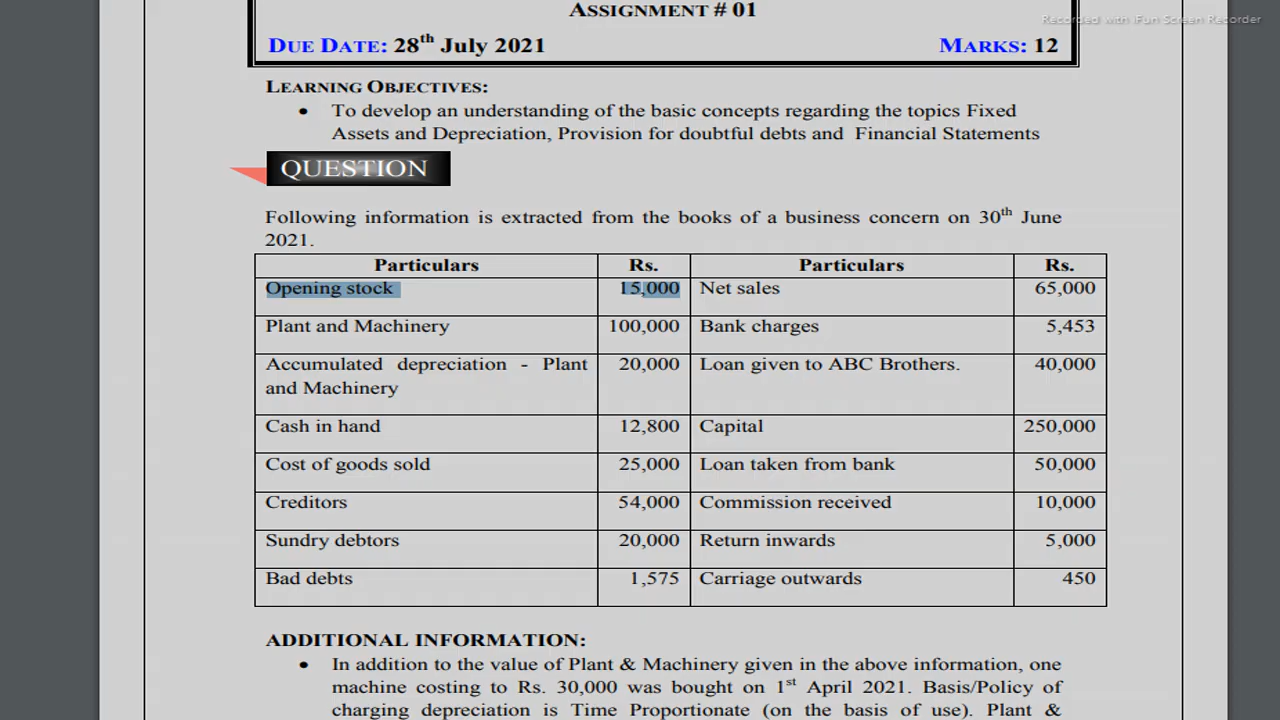 ASSIGNMENT # 01
Recorded with iFun Screen Recorder
DUE DATE: 28th July 2021 MARKS: 12
LEARNING OBJECTIVES:
• To develop an understanding of the basic concepts regarding the topics Fixed
Assets and Depreciation, Provision for doubtful debts and Financial Statements
QUESTION
Following information is extracted from the books of a business concern on 30th June
2021.
Particulars Rs. Particulars Rs.
Opening stock 15,000 Net sales 65,000
Plant and Machinery 100,000 Bank charges 5,453
Accumulated depreciation - Plant 20,000 Loan given to ABC Brothers. 40,000
and Machinery
Cash in hand 12,800 Capital 250,000
Cost of goods sold 25,000 Loan taken from bank 50,000
Creditors 54,000 Commission received 10,000
Sundry debtors 20,000 Return inwards 5,000
Bad debts 1,575 Carriage outwards 450
ADDITIONAL INFORMATION:
• In addition to the value of Plant & Machinery given in the above information, one
machine costing to Rs. 30,000 was bought on 1st April 2021. Basis/Policy of
charging depreciation is Time Proportionate (on the basis of use). Plant &